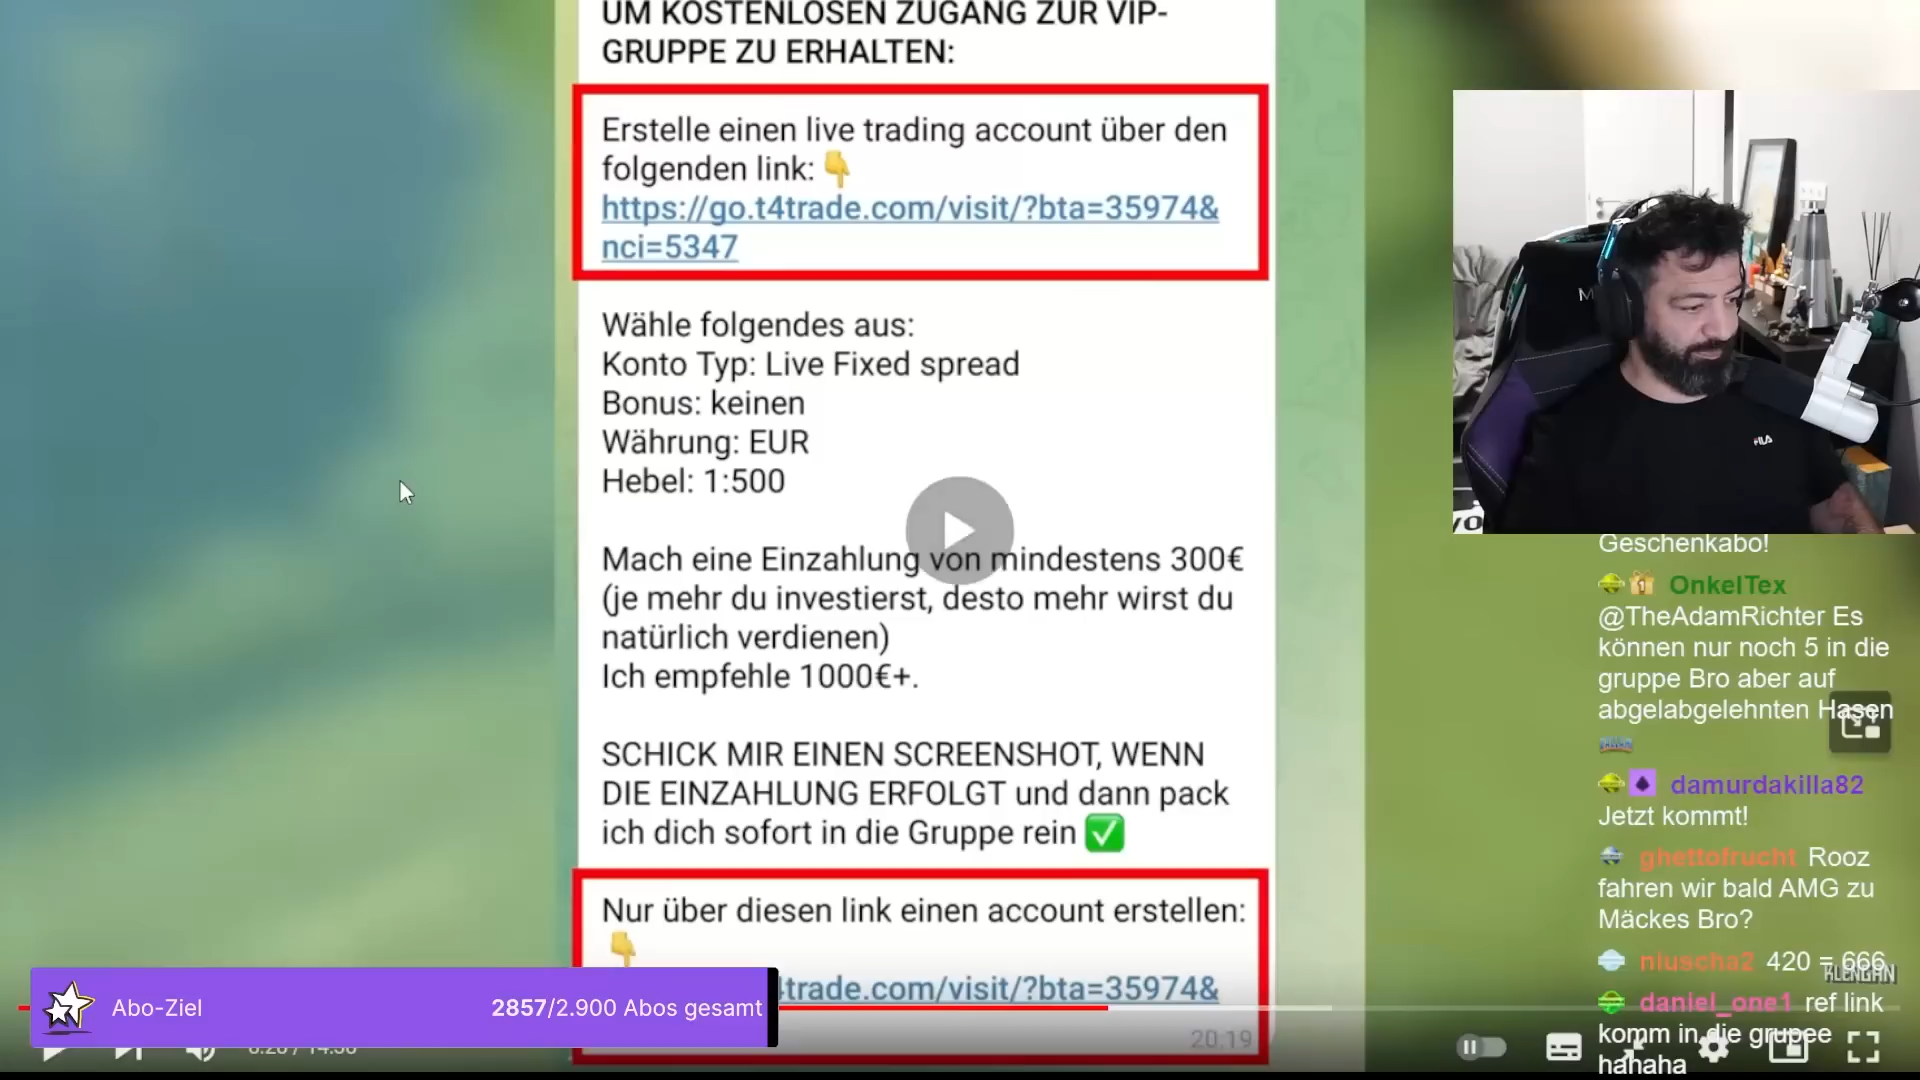 UM KOSTENLOSEN ZUGANG ZUR VIP-
GRUPPE ZU ERHALTEN:
Erstelle einen live trading account über den
folgenden link: 👇
https://go.t4trade.com/visit/?bta=35974&
nci=5347
Wähle folgendes aus:
Konto Typ: Live Fixed spread
Bonus: keinen
Währung: EUR
Hebel: 1:500
Mach eine Einzahlung von mindestens 300€
(je mehr du investierst, desto mehr wirst du
natürlich verdienen)
Ich empfehle 1000€+.
SCHICK MIR EINEN SCREENSHOT, WENN
DIE EINZAHLUNG ERFOLGT und dann pack
ich dich sofort in die Gruppe rein ✅
Nur über diesen link einen account erstellen:
👇
4trade.com/visit/?bta=35974&
20:19
Abo-Ziel
2857/2.900 Abos gesamt
FILA
Geschenkabo!
OnkelTex
@TheAdamRichter Es
können nur noch 5 in die
gruppe Bro aber auf
abgelabgelehnten Hasen
damurdakilla82
Jetzt kommt!
ghettofrucht Rooz
fahren wir bald AMG zu
Mäckes Bro?
niuscha2 420 = 666
KLENGAN
daniel_one1 ref link
komm in die grupee
hahaha